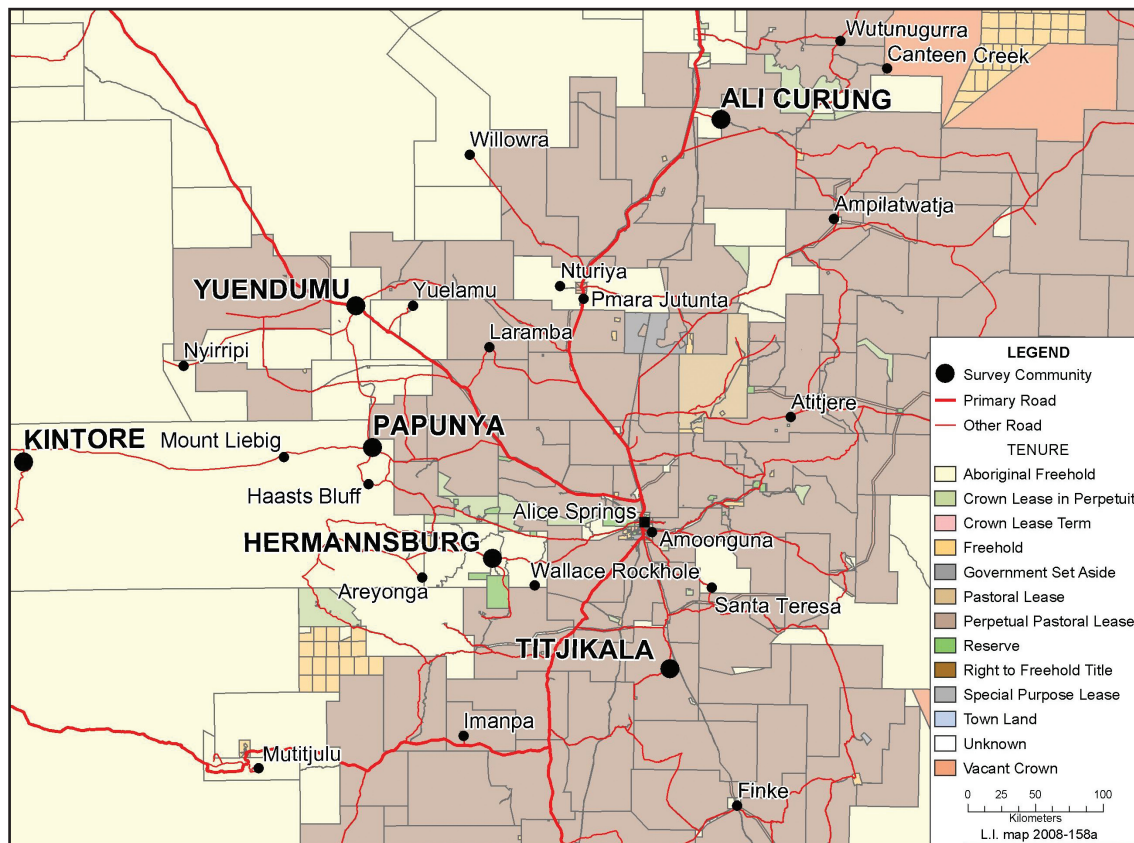 Wutunugurra
Canteen Creek
ALI CURUNG
Willowra
Ampilatwatja
Nturiya
YUENDUMU
Yuelamu
Pmara Jutunta
Laramba
Nyirripi
Atitjere
PAPUNYA
KINTORE
Mount Liebig
Haasts Bluff
Alice Springs
HERMANNSBURG
Amoonguna
Wallace Rockhole
Areyonga
Santa Teresa
TITJIKALA
Imanpa
Mutitjulu
Finke
LEGEND
Survey Community
Primary Road
Other Road
TENURE
Aboriginal Freehold
Crown Lease in Perpetuit
Crown Lease Term
Freehold
Government Set Aside
Pastoral Lease
Perpetual Pastoral Lease
Reserve
Right to Freehold Title
Special Purpose Lease
Town Land
Unknown
Vacant Crown
0 25 50 100
Kilometers
L.I. map 2008-158a